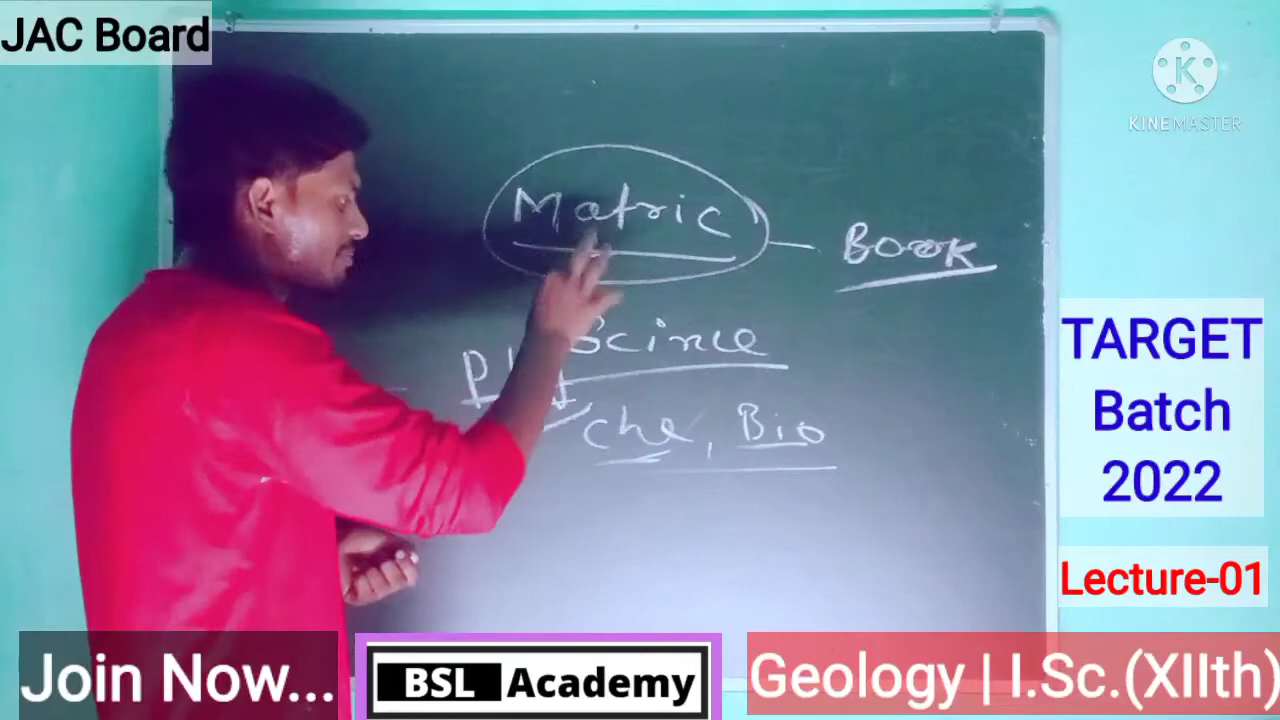 JAC Board
K
KINEMASTER
Matric
Book
Scince
Che, Bio
TARGET
Batch
2022
Lecture-01
Join Now...
BSL Academy
Geology | I.Sc.(XIIth)